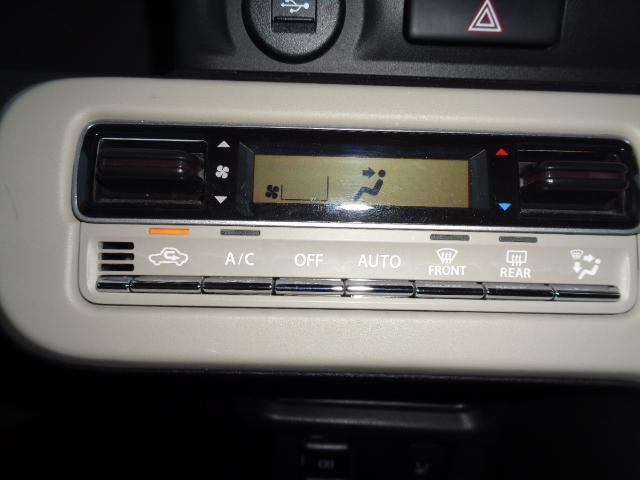 A/C OFF AUTO FRONT REAR